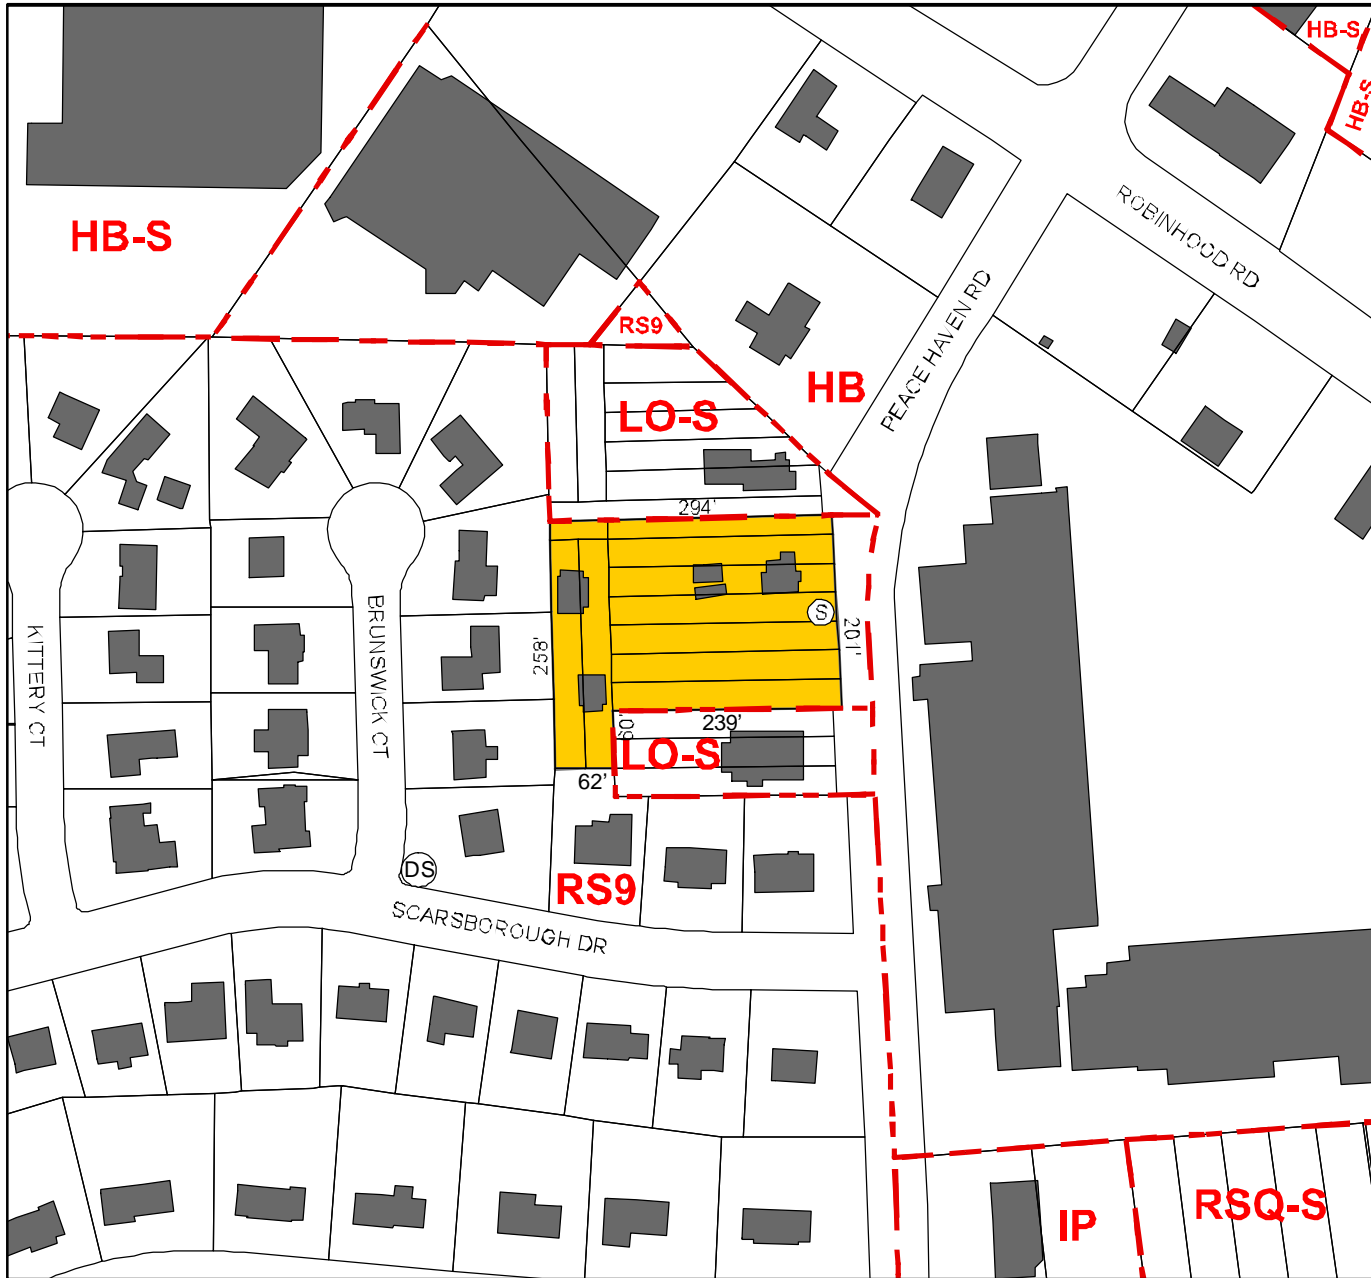 HB-S
HB-S
ROBINHOOD RD
HB-S
PEACE HAVEN RD
RS9
HB
LO-S
294'
S
201'
258'
KITTERY CT
BRUNSWICK CT
60'
239'
LO-S
62'
DS
RS9
SCARSBOROUGH DR
IP
RSQ-S